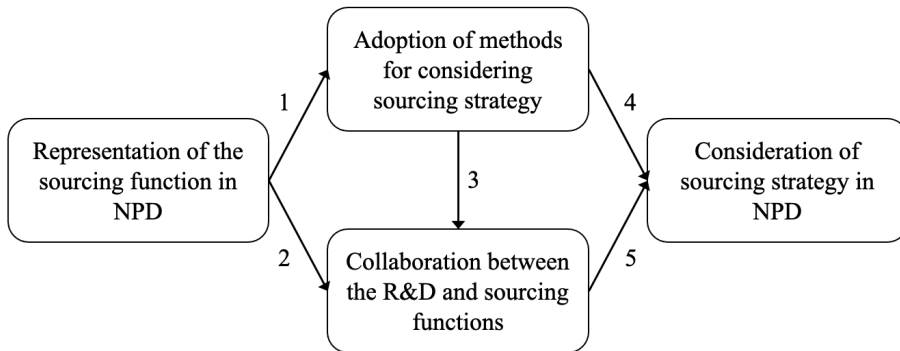 Adoption of methods
for considering
sourcing strategy
1
4
Representation of the
sourcing function in
NPD
3
Consideration of
sourcing strategy in
NPD
2
5
Collaboration between
the R&D and sourcing
functions